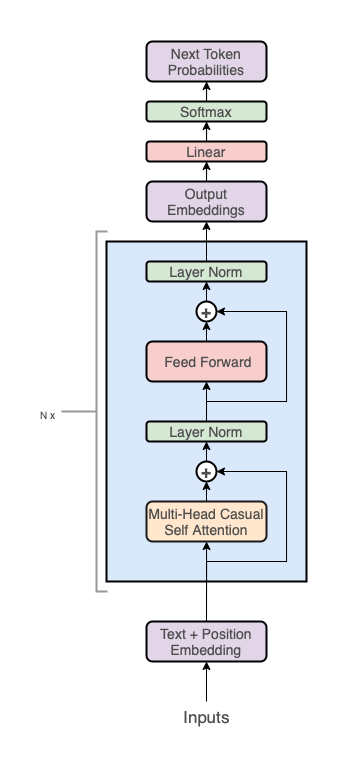 Next Token
Probabilities
Softmax
Linear
Output
Embeddings
Layer Norm
+
Feed Forward
Layer Norm
N x
+
Multi-Head Casual
Self Attention
Text + Position
Embedding
Inputs